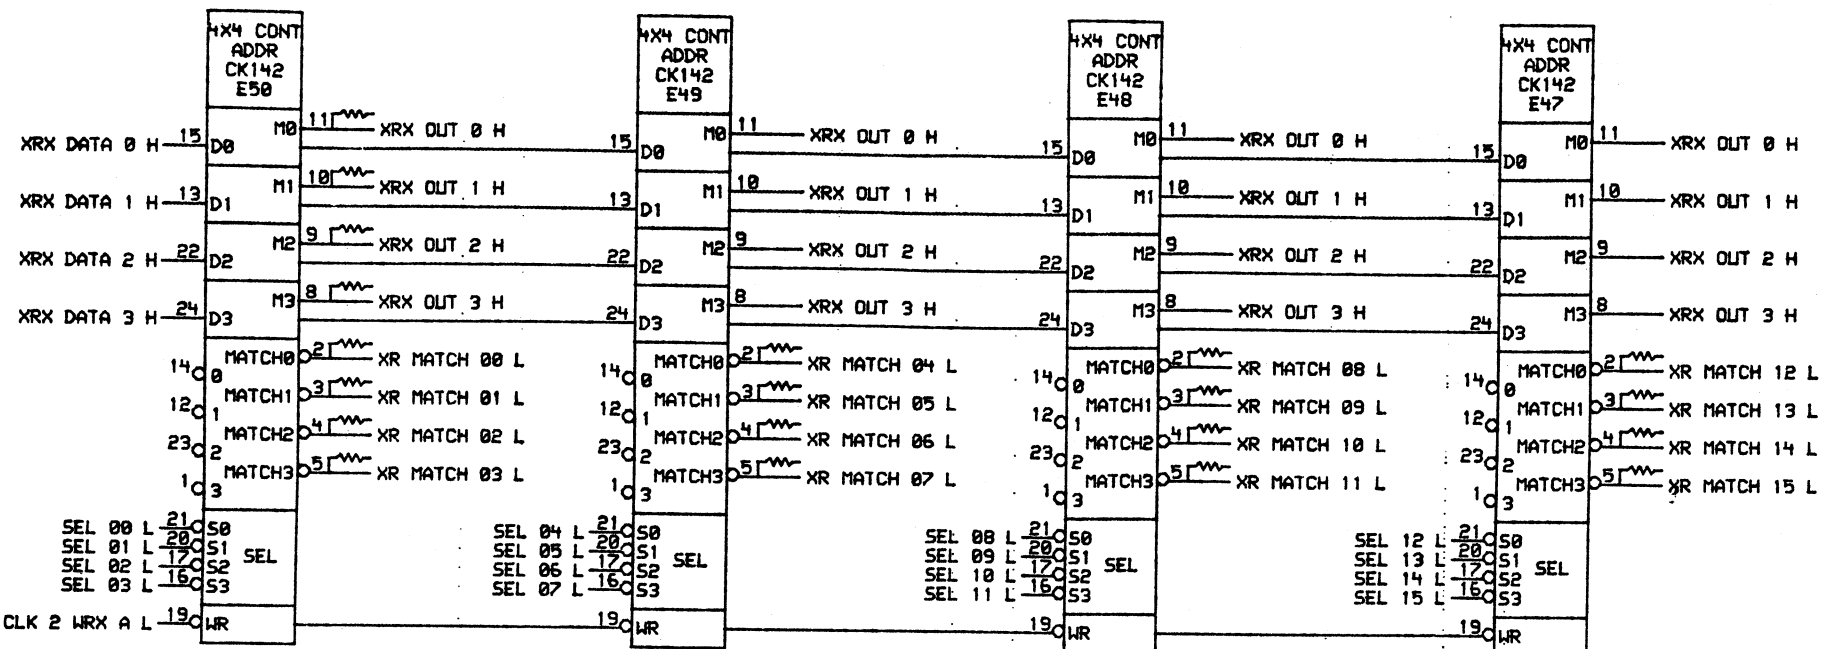 4X4 CONT
ADDR
CK142
E50
XRX DATA 0 H 15 D0
M0 11 XRX OUT 0 H
XRX DATA 1 H 13 D1
M1 10 XRX OUT 1 H
XRX DATA 2 H 22 D2
M2 9 XRX OUT 2 H
XRX DATA 3 H 24 D3
M3 8 XRX OUT 3 H
MATCH0 2 XR MATCH 00 L
14 0
MATCH1 3 XR MATCH 01 L
12 1
MATCH2 4 XR MATCH 02 L
23 2
MATCH3 5 XR MATCH 03 L
1 3
SEL 00 L 21 S0
SEL 01 L 20 S1
SEL
SEL 02 L 17 S2
SEL 03 L 16 S3
CLK 2 WRX A L 19 WR
4X4 CONT
ADDR
CK142
E49
15 D0
M0 11 XRX OUT 0 H
13 D1
M1 10 XRX OUT 1 H
22 D2
M2 9 XRX OUT 2 H
24 D3
M3 8 XRX OUT 3 H
MATCH0 2 XR MATCH 04 L
14 0
MATCH1 3 XR MATCH 05 L
12 1
MATCH2 4 XR MATCH 06 L
23 2
MATCH3 5 XR MATCH 07 L
1 3
SEL 04 L 21 S0
SEL 05 L 20 S1
SEL
SEL 06 L 17 S2
SEL 07 L 16 S3
19 WR
4X4 CONT
ADDR
CK142
E48
15 D0
M0 11 XRX OUT 0 H
13 D1
M1 10 XRX OUT 1 H
22 D2
M2 9 XRX OUT 2 H
24 D3
M3 8 XRX OUT 3 H
MATCH0 2 XR MATCH 08 L
14 0
MATCH1 3 XR MATCH 09 L
12 1
MATCH2 4 XR MATCH 10 L
23 2
MATCH3 5 XR MATCH 11 L
1 3
SEL 08 L 21 S0
SEL 09 L 20 S1
SEL
SEL 10 L 17 S2
SEL 11 L 16 S3
19 WR
4X4 CONT
ADDR
CK142
E47
15 D0
M0 11 XRX OUT 0 H
13 D1
M1 10 XRX OUT 1 H
22 D2
M2 9 XRX OUT 2 H
24 D3
M3 8 XRX OUT 3 H
MATCH0 2 XR MATCH 12 L
14 0
MATCH1 3 XR MATCH 13 L
12 1
MATCH2 4 XR MATCH 14 L
23 2
MATCH3 5 XR MATCH 15 L
1 3
SEL 12 L 21 S0
SEL 13 L 20 S1
SEL
SEL 14 L 17 S2
SEL 15 L 16 S3
19 WR